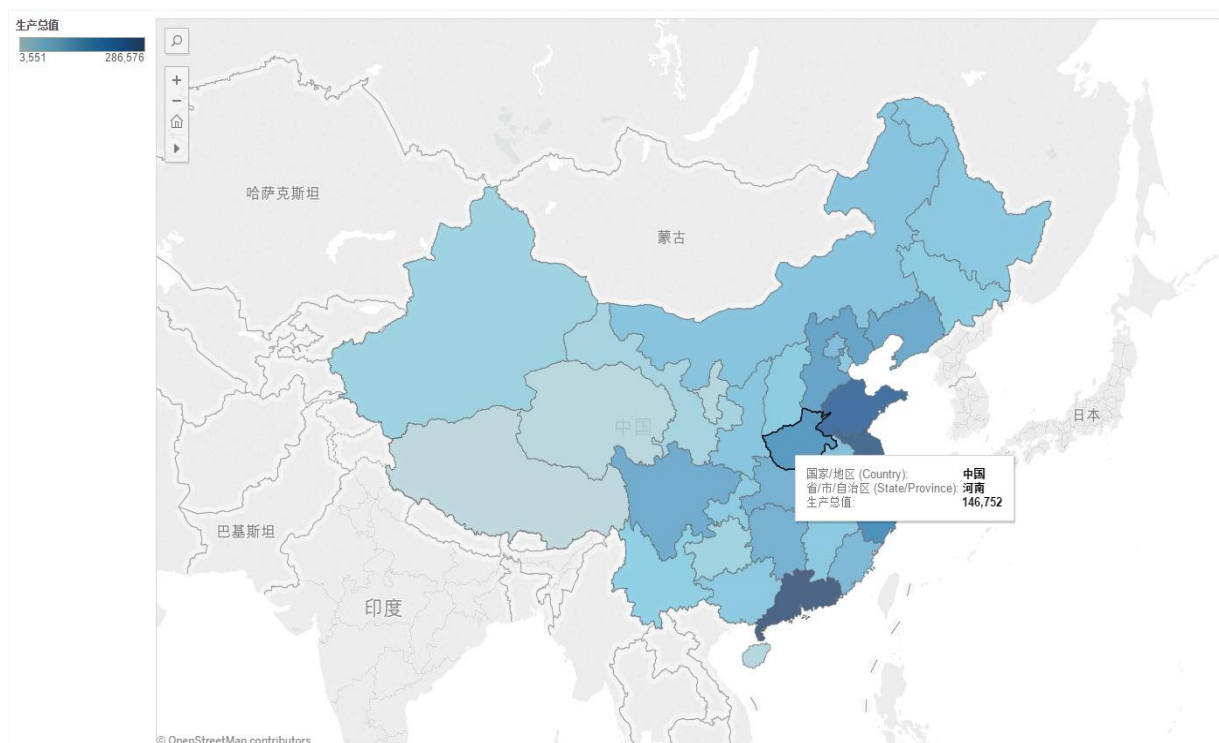 生产总值
3,551 286,576
哈萨克斯坦
蒙古
中国
日本
国家/地区 (Country): 中国
省/市/自治区 (State/Province): 河南
生产总值: 146,752
巴基斯坦
印度
© OpenStreetMap contributors